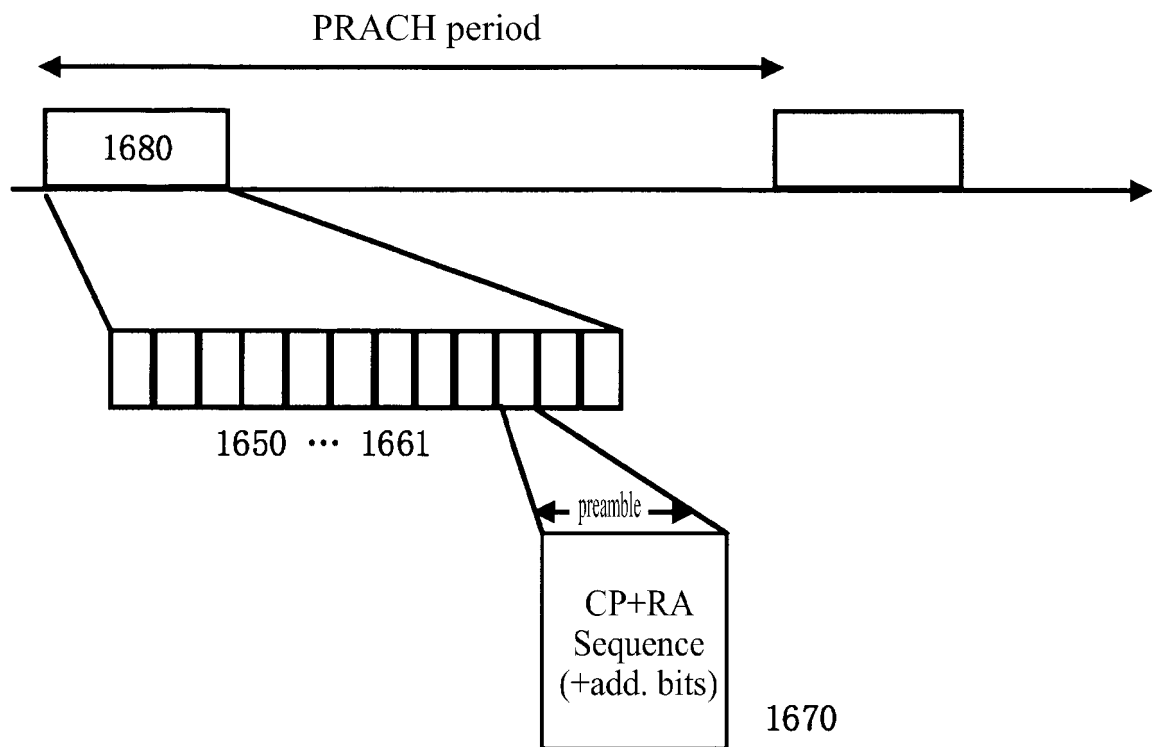 PRACH period
1680
1650 ··· 1661
preamble
CP+RA
Sequence
(+add. bits)
1670